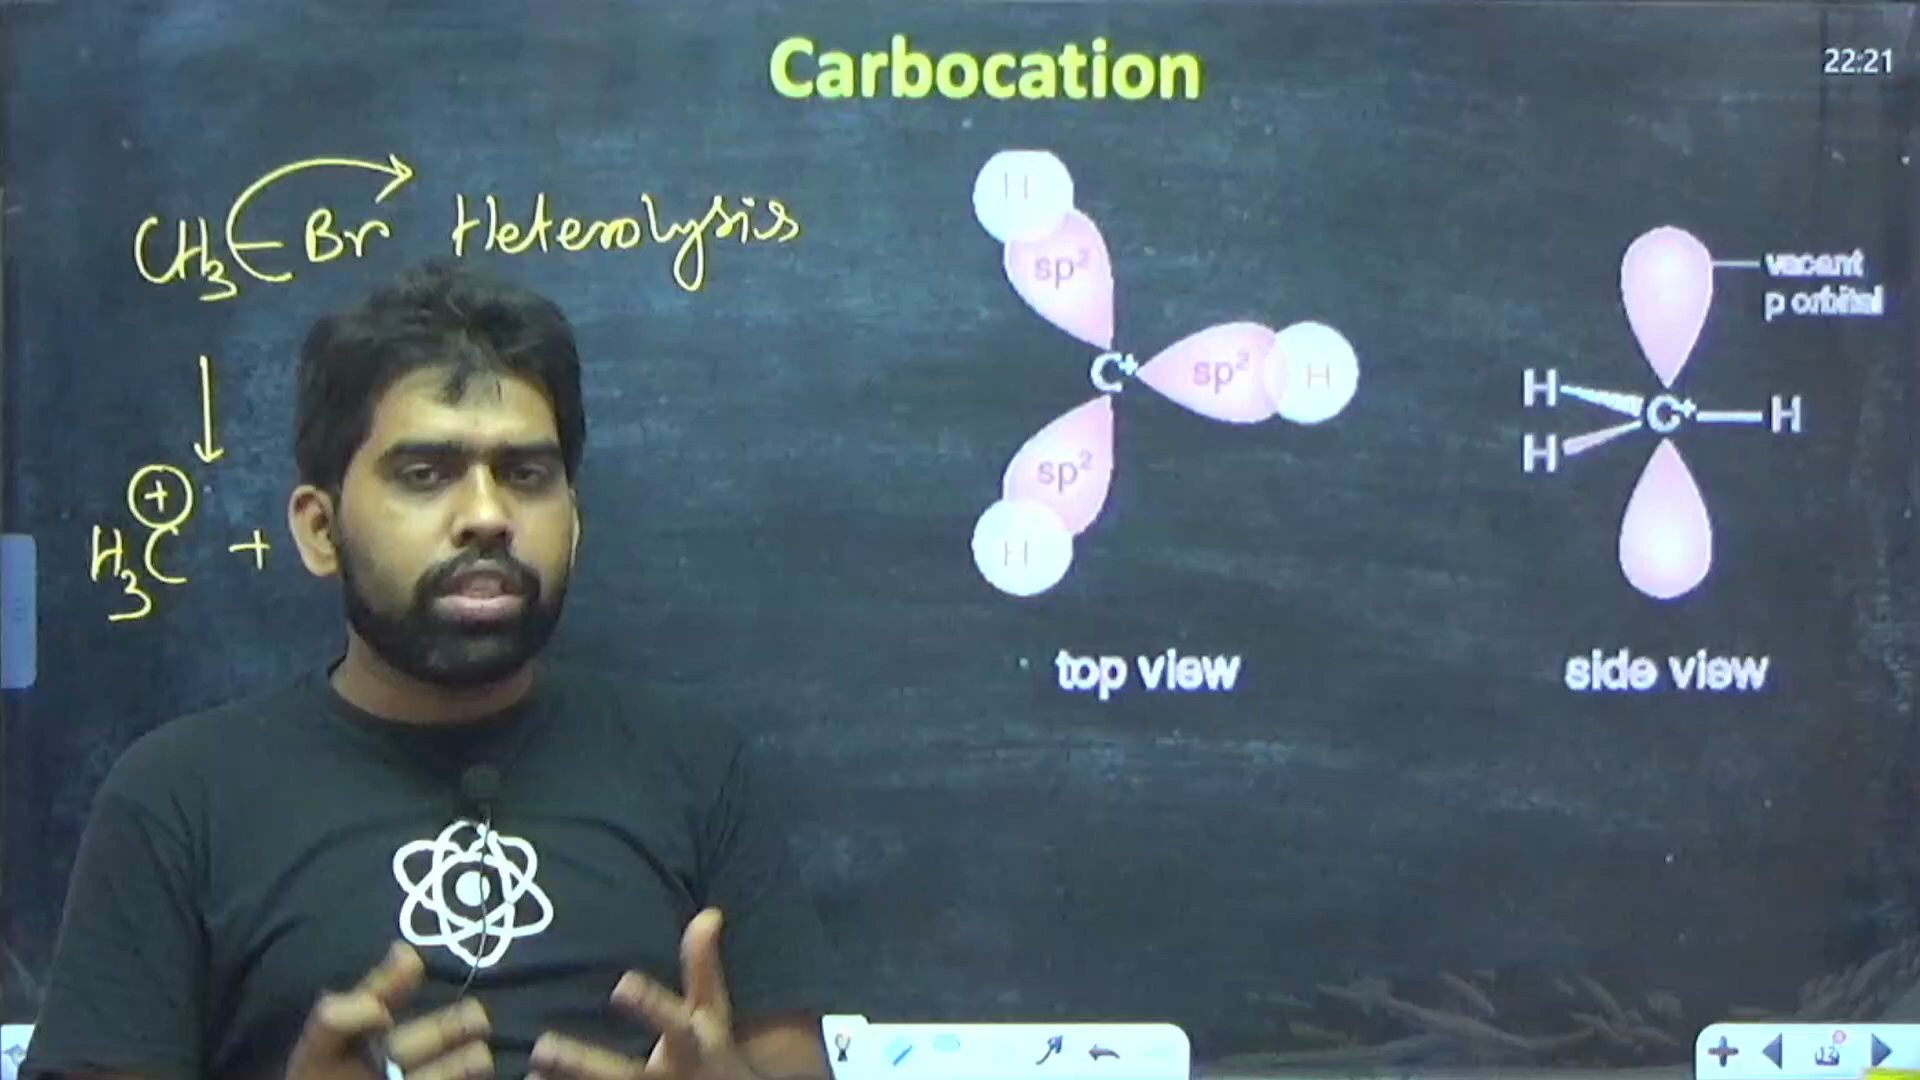 Carbocation
22:21
CH3 - Br Heterolysis
H3C + +
H
sp2
C+ sp2 H
sp2
H
top view
vacant
p orbital
H
C+ H
H
side view